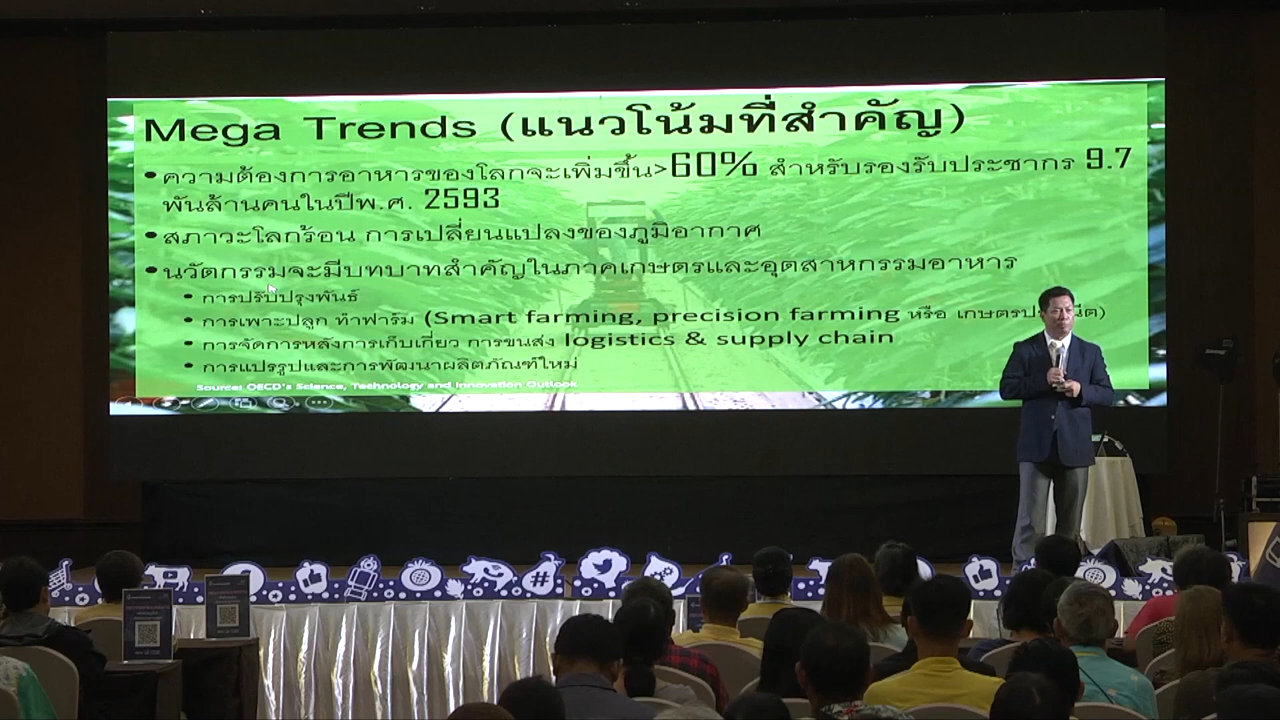 Mega Trends (แนวโน้มที่สำคัญ)
• ความต้องการอาหารของโลกจะเพิ่มขึ้น>60% สำหรับรองรับประชากร 9.7
พันล้านคนในปีพ.ศ. 2593
• สภาวะโลกร้อน การเปลี่ยนแปลงของภูมิอากาศ
• นวัตกรรมจะมีบทบาทสำคัญในภาคเกษตรและอุตสาหกรรมอาหาร
• การปรับปรุงพันธ์
• การเพาะปลูก ทำฟาร์ม (Smart farming, precision farming หรือ
• การจัดการหลังการเก็บเกี่ยว การขนส่ง logistics & supply chain
• การแปรรูปและการพัฒนาผลิตภัณฑ์ใหม่
Source: OECD's Science, Technology and Innovation Outlook
#